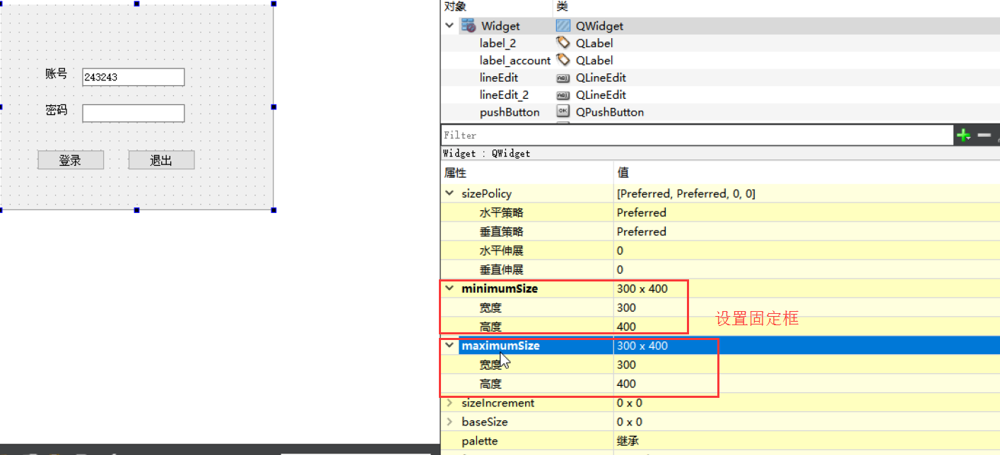 账号
243243
密码
登录
退出
对象 类
Widget QWidget
label_2 QLabel
label_account QLabel
lineEdit QLineEdit
lineEdit_2 QLineEdit
pushButton QPushButton
Filter
Widget : QWidget
属性 值
sizePolicy [Preferred, Preferred, 0, 0]
水平策略 Preferred
垂直策略 Preferred
水平伸展 0
垂直伸展 0
minimumSize 300 x 400
宽度 300
高度 400
设置固定框
maximumSize 300 x 400
宽度 300
高度 400
sizeIncrement 0 x 0
baseSize 0 x 0
palette 继承